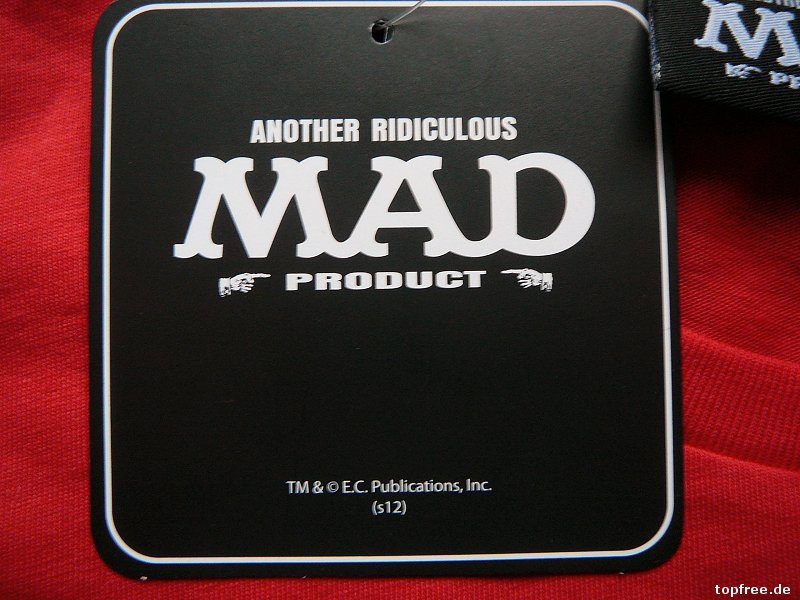 ANOTHER RIDICULOUS
MAD
PRODUCT
TM & © E.C. Publications, Inc.
(s12)
M
topfree.de